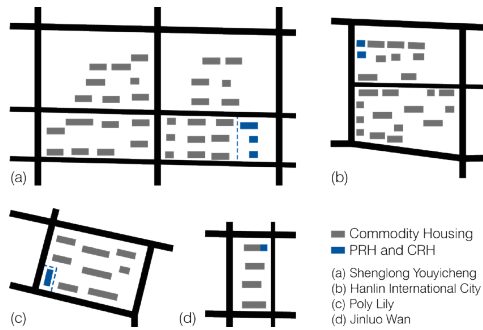 (a)
(b)
(c)
(d)
Commodity Housing
PRH and CRH
(a) Shenglong Youyicheng
(b) Hanlin International City
(c) Poly Lily
(d) Jinluo Wan